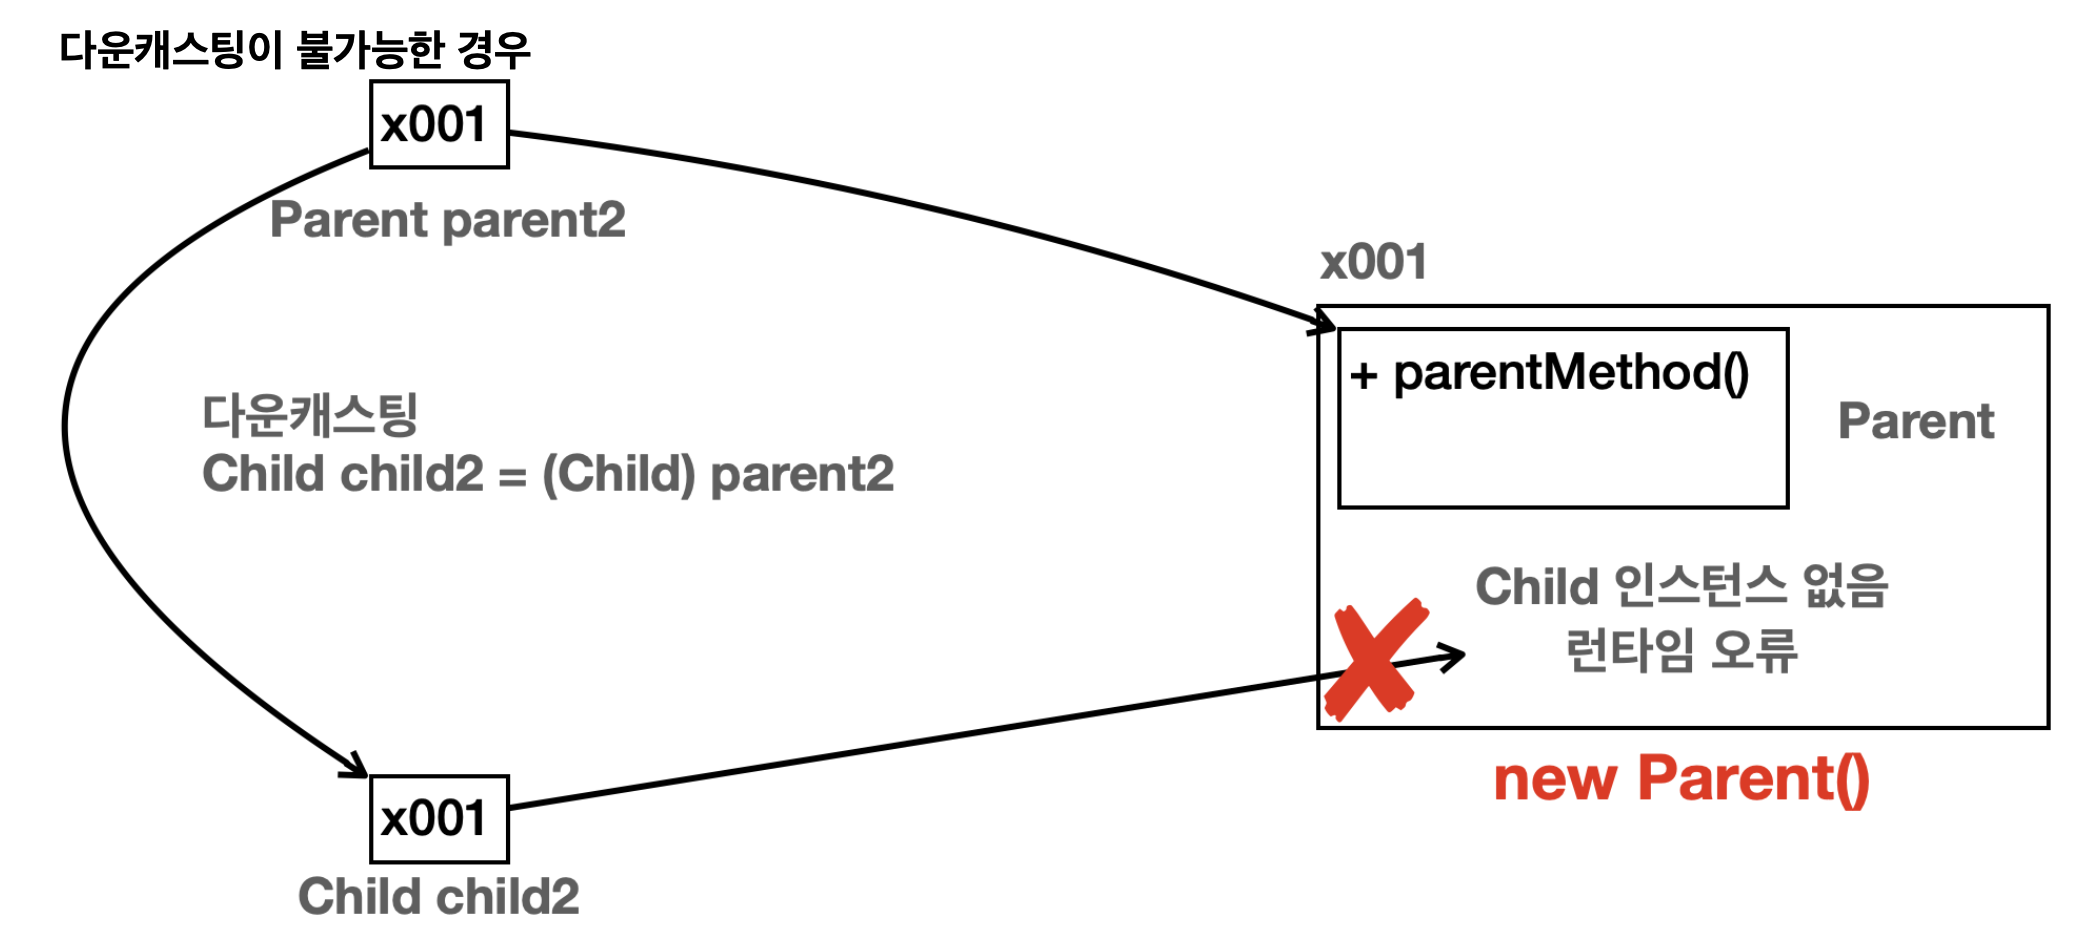 다운캐스팅이 불가능한 경우
x001
Parent parent2
x001
+ parentMethod()
Parent
다운캐스팅
Child child2 = (Child) parent2
Child 인스턴스 없음
런타임 오류
new Parent()
x001
Child child2